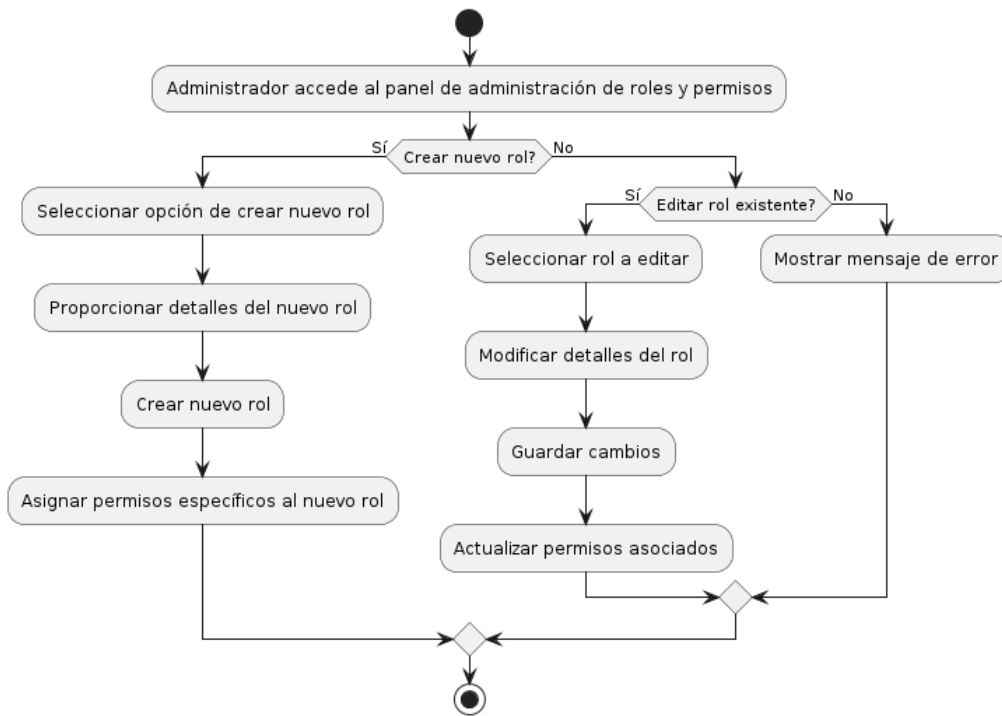 Administrador accede al panel de administración de roles y permisos
Crear nuevo rol?
Sí
No
Seleccionar opción de crear nuevo rol
Proporcionar detalles del nuevo rol
Crear nuevo rol
Asignar permisos específicos al nuevo rol
Editar rol existente?
Sí
No
Seleccionar rol a editar
Modificar detalles del rol
Guardar cambios
Actualizar permisos asociados
Mostrar mensaje de error